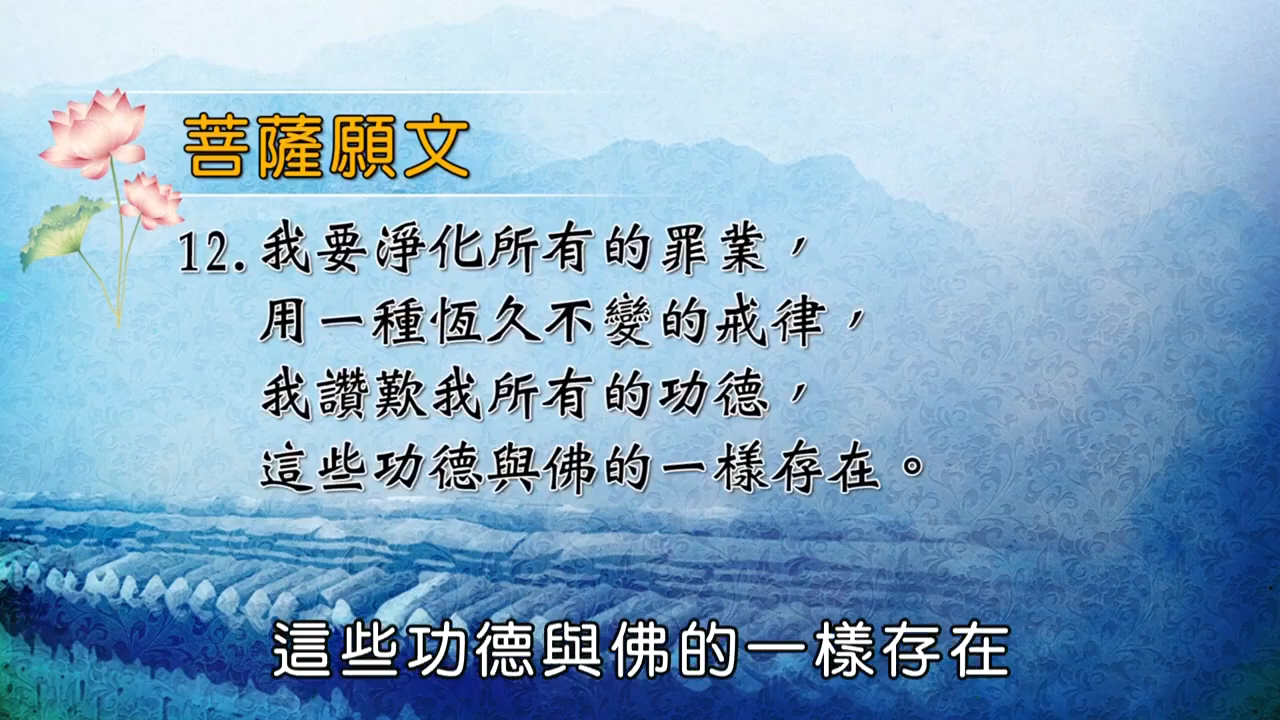 菩薩願文
12.我要淨化所有的罪業，
用一種恆久不變的戒律，
我讚歎我所有的功德，
這些功德與佛的一樣存在。
這些功德與佛的一樣存在